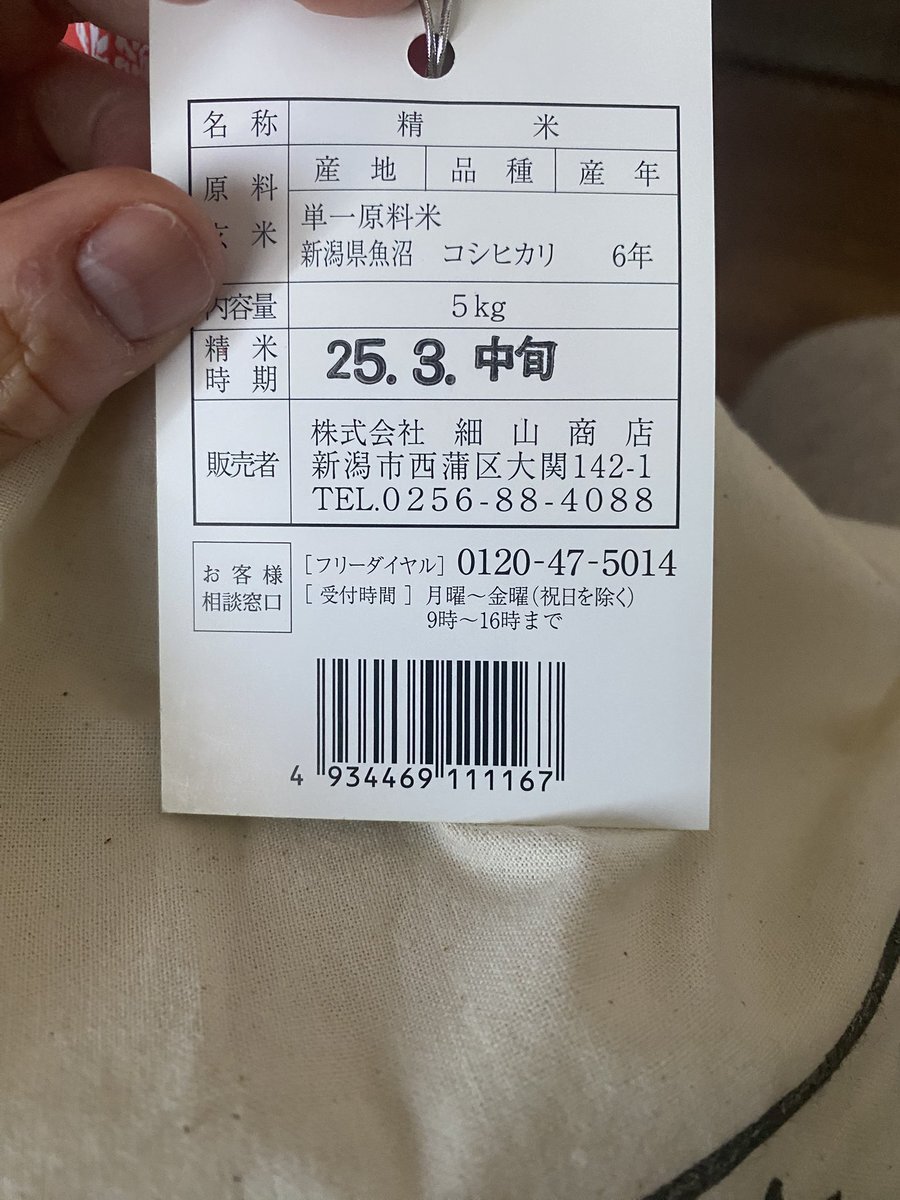 名称 精米
原料 産地 品種 産年
米 単一原料米
新潟県魚沼 コシヒカリ 6年
内容量 5kg
精米時期 25.3.中旬
販売者 株式会社 細山商店
新潟市西蒲区大関142-1
TEL.0256-88-4088
お客様相談窓口 [フリーダイヤル] 0120-47-5014
[受付時間] 月曜～金曜(祝日を除く)
9時～16時まで
4 934469 111167